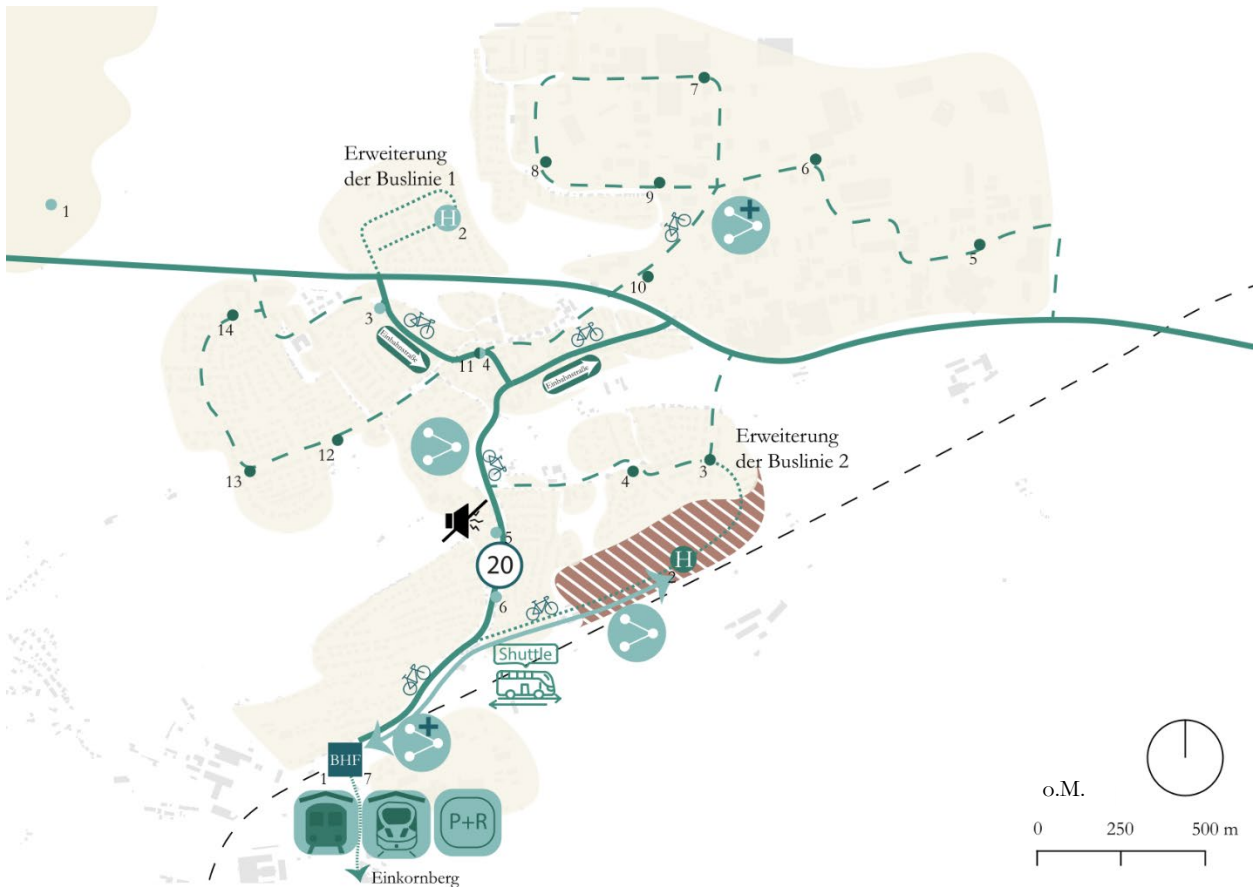 7
Erweiterung
der Buslinie 1
8
6
9
1
H
2
5
10
3
14
Einbahnstraße
11 4
Einbahnstraße
Erweiterung
der Buslinie 2
12
3
4
13
5
20
H
2
6
Shuttle
BHF
1 7
o.M.
P+R
0 250 500 m
Einkornberg